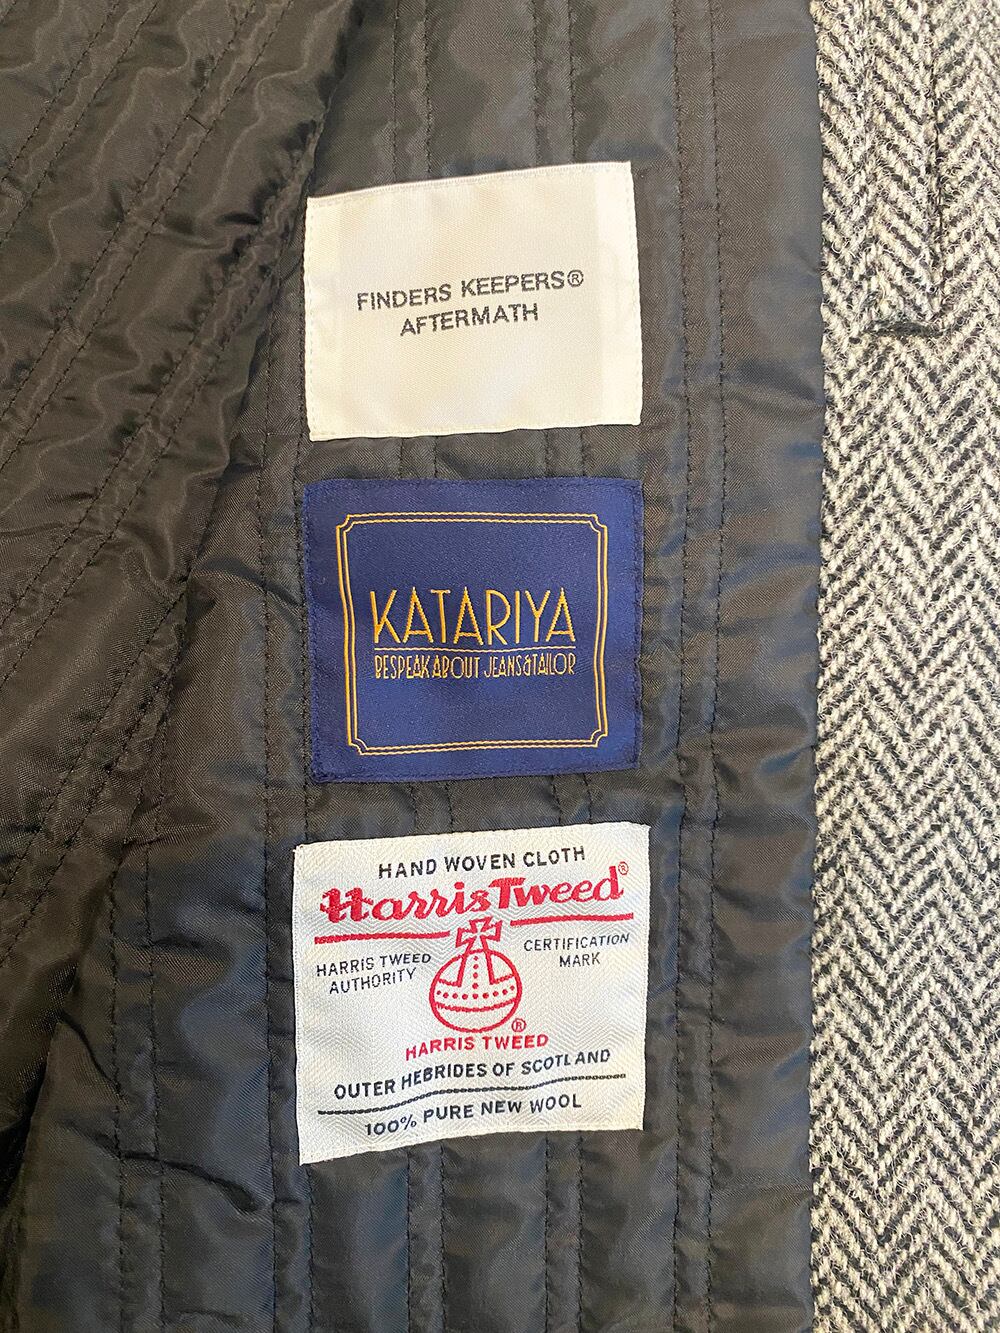 FINDERS KEEPERS®
AFTERMATH
KATARIYA
BESPEAK ABOUT JEANS&TAILOR
HAND WOVEN CLOTH
Harris Tweed®
HARRIS TWEED
AUTHORITY
CERTIFICATION
MARK
®
HARRIS TWEED
OUTER HEBRIDES OF SCOTLAND
100% PURE NEW WOOL